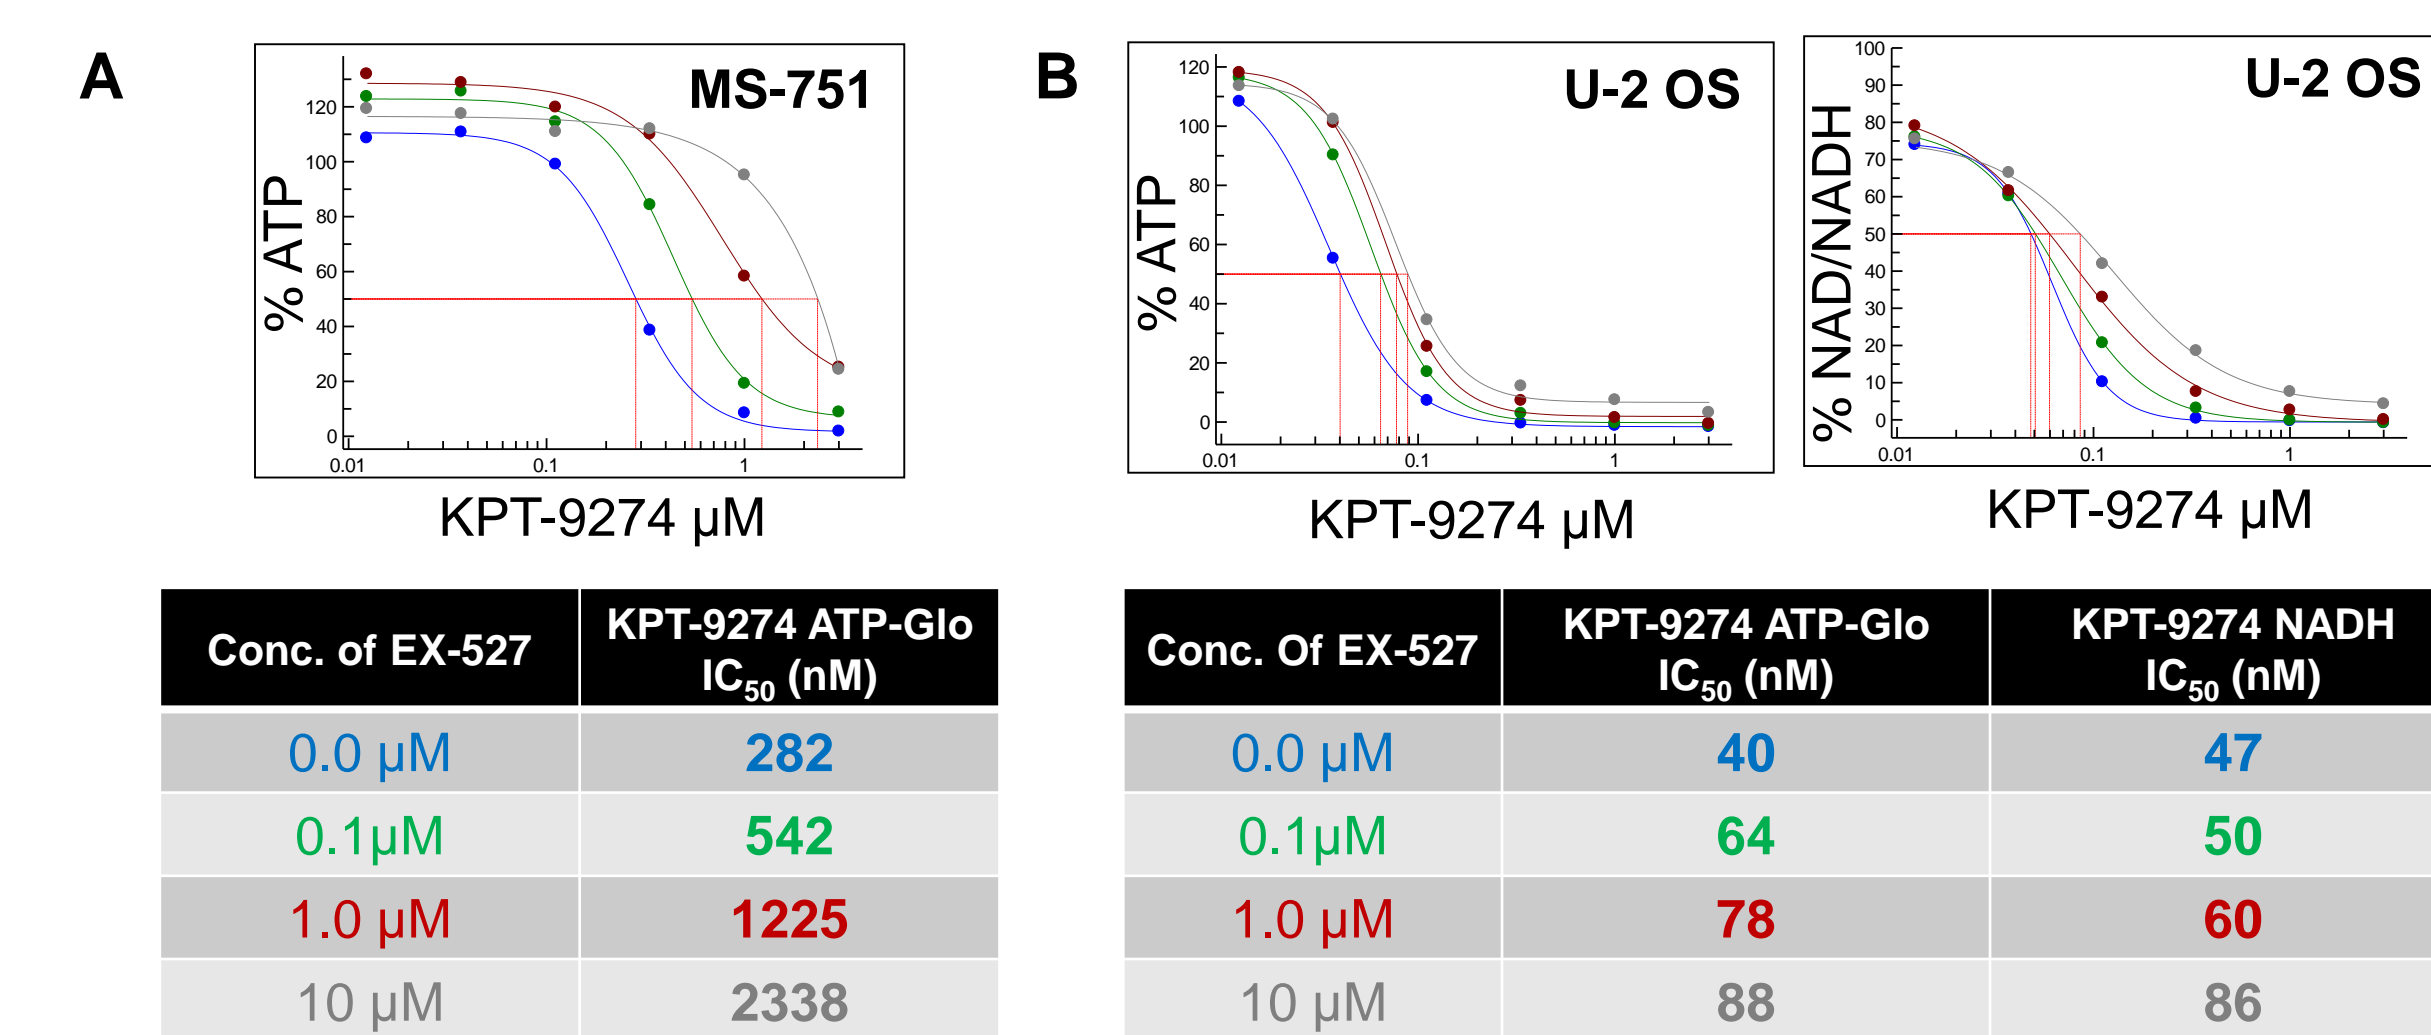 A
MS-751
% ATP
120
100
80
60
40
20
0
0.01 0.1 1
KPT-9274 µM
Conc. of EX-527 KPT-9274 ATP-Glo IC50 (nM)
0.0 µM 282
0.1µM 542
1.0 µM 1225
10 µM 2338
B
U-2 OS
% ATP
120
100
80
60
40
20
0
0.01 0.1 1
KPT-9274 µM
U-2 OS
% NAD/NADH
100
90
80
70
60
50
40
30
20
10
0
0.01 0.1 1
KPT-9274 µM
Conc. Of EX-527 KPT-9274 ATP-Glo IC50 (nM) KPT-9274 NADH IC50 (nM)
0.0 µM 40 47
0.1µM 64 50
1.0 µM 78 60
10 µM 88 86